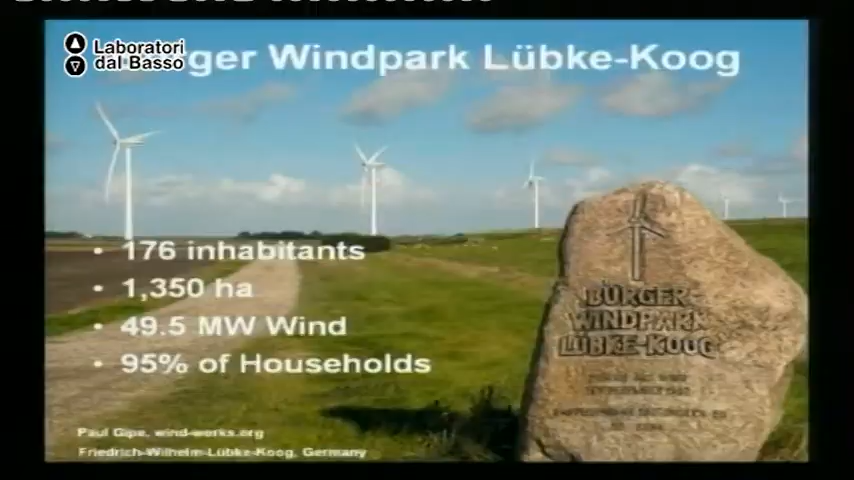 Laboratori
dal Basso
ger Windpark Lübke-Koog
• 176 inhabitants
• 1,350 ha
• 49.5 MW Wind
• 95% of Households
BÜRGER-
WINDPARK
LÜBKE-KOOG
Paul Gipe, wind-works.org
Friedrich-Wilhelm-Lübke-Koog, Germany